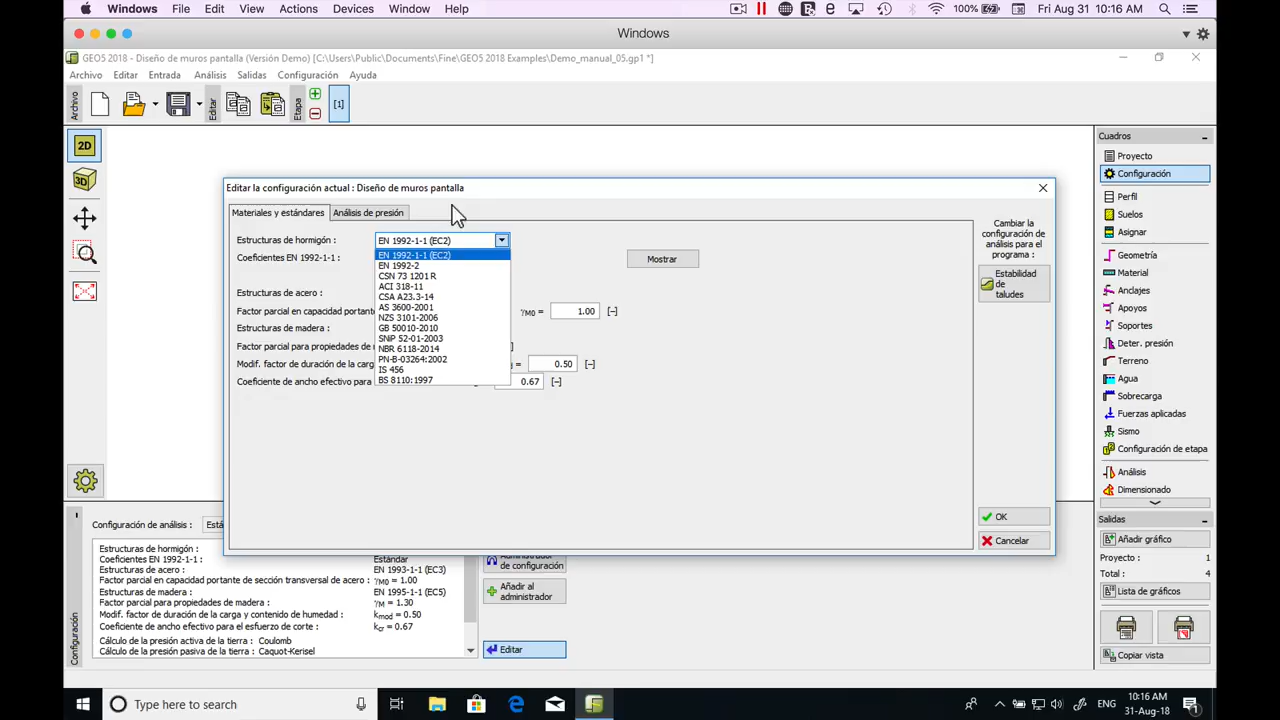 Windows File Edit View Actions Devices Window Help 100% Fri Aug 31 10:16 AM
Windows
GEO5 2018 - Diseño de muros pantalla (Versión Demo) [C:\Users\Public\Documents\Fine\GEO5 2018 Examples\Demo_manual_05.gp1 *]
Archivo Editar Entrada Análisis Salidas Configuración Ayuda
Archivo
Editar
Etapa
[1]
2D
3D
Editar la configuración actual : Diseño de muros pantalla
Materiales y estándares Análisis de presión
Estructuras de hormigón : EN 1992-1-1 (EC2)
Coeficientes EN 1992-1-1 :
Mostrar
EN 1992-1-1 (EC2)
EN 1992-2
CSN 73 1201 R
ACI 318-11
CSA A23.3-14
AS 3600-2001
NZS 3101-2006
GB 50010-2010
SNiP 52-01-2003
NBR 6118-2014
PN-B-03264:2002
IS 456
BS 8110:1997
Estructuras de acero :
Factor parcial en capacidad portante
γM0 = 1.00 [–]
Estructuras de madera :
Factor parcial para propiedades de
Modif. factor de duración de la carga
= 0.50 [–]
Coeficiente de ancho efectivo para
0.67 [–]
Cambiar la
configuración de
análisis para el
programa :
Estabilidad
de
taludes
OK
Cancelar
Cuadros
Proyecto
Configuración
Perfil
Suelos
Asignar
Geometría
Material
Anclajes
Apoyos
Soportes
Deter. presión
Terreno
Agua
Sobrecarga
Fuerzas aplicadas
Sismo
Configuración de etapa
Análisis
Dimensionado
Salidas
Añadir gráfico
Proyecto : 1
Total : 4
Lista de gráficos
Copiar vista
Configuración
Configuración de análisis : Está
Estructuras de hormigón :
Coeficientes EN 1992-1-1 : Estándar
Estructuras de acero : EN 1993-1-1 (EC3)
Factor parcial en capacidad portante de sección transversal de acero : γM0 = 1.00
Estructuras de madera : EN 1995-1-1 (EC5)
Factor parcial para propiedades de madera : γM = 1.30
Modif. factor de duración de la carga y contenido de humedad : kmod = 0.50
Coeficiente de ancho efectivo para el esfuerzo de corte : kcr = 0.67
Cálculo de la presión activa de la tierra : Coulomb
Cálculo de la presión pasiva de la tierra : Caquot-Kerisel
Administrador
de configuración
Añadir al
administrador
Editar
Type here to search
ENG
10:16 AM
31-Aug-18
1